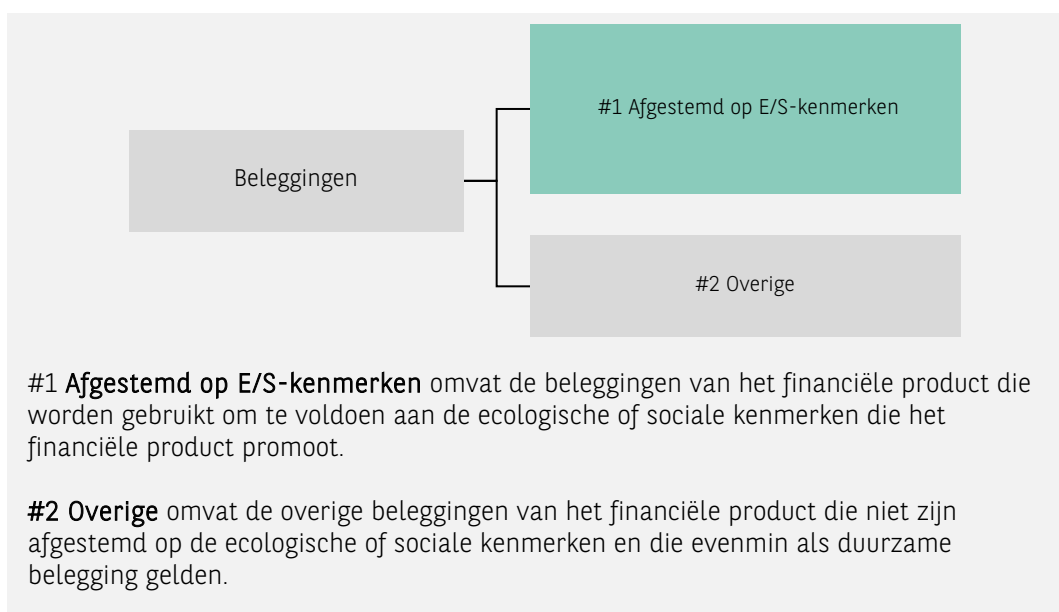 #1 Afgestemd op E/S-kenmerken
Beleggingen
#2 Overige
#1 Afgestemd op E/S-kenmerken omvat de beleggingen van het financiële product die
worden gebruikt om te voldoen aan de ecologische of sociale kenmerken die het
financiële product promoot.
#2 Overige omvat de overige beleggingen van het financiële product die niet zijn
afgestemd op de ecologische of sociale kenmerken en die evenmin als duurzame
belegging gelden.